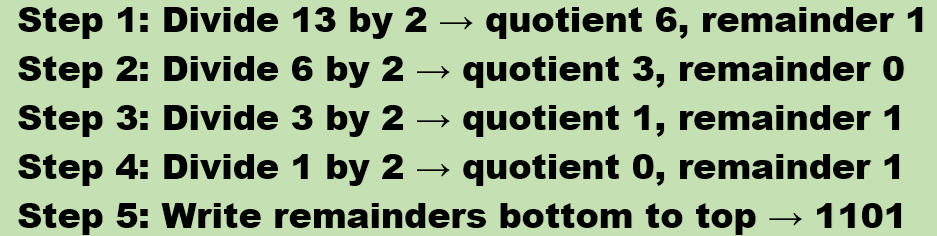 Step 1: Divide 13 by 2 → quotient 6, remainder 1
Step 2: Divide 6 by 2 → quotient 3, remainder 0
Step 3: Divide 3 by 2 → quotient 1, remainder 1
Step 4: Divide 1 by 2 → quotient 0, remainder 1
Step 5: Write remainders bottom to top → 1101